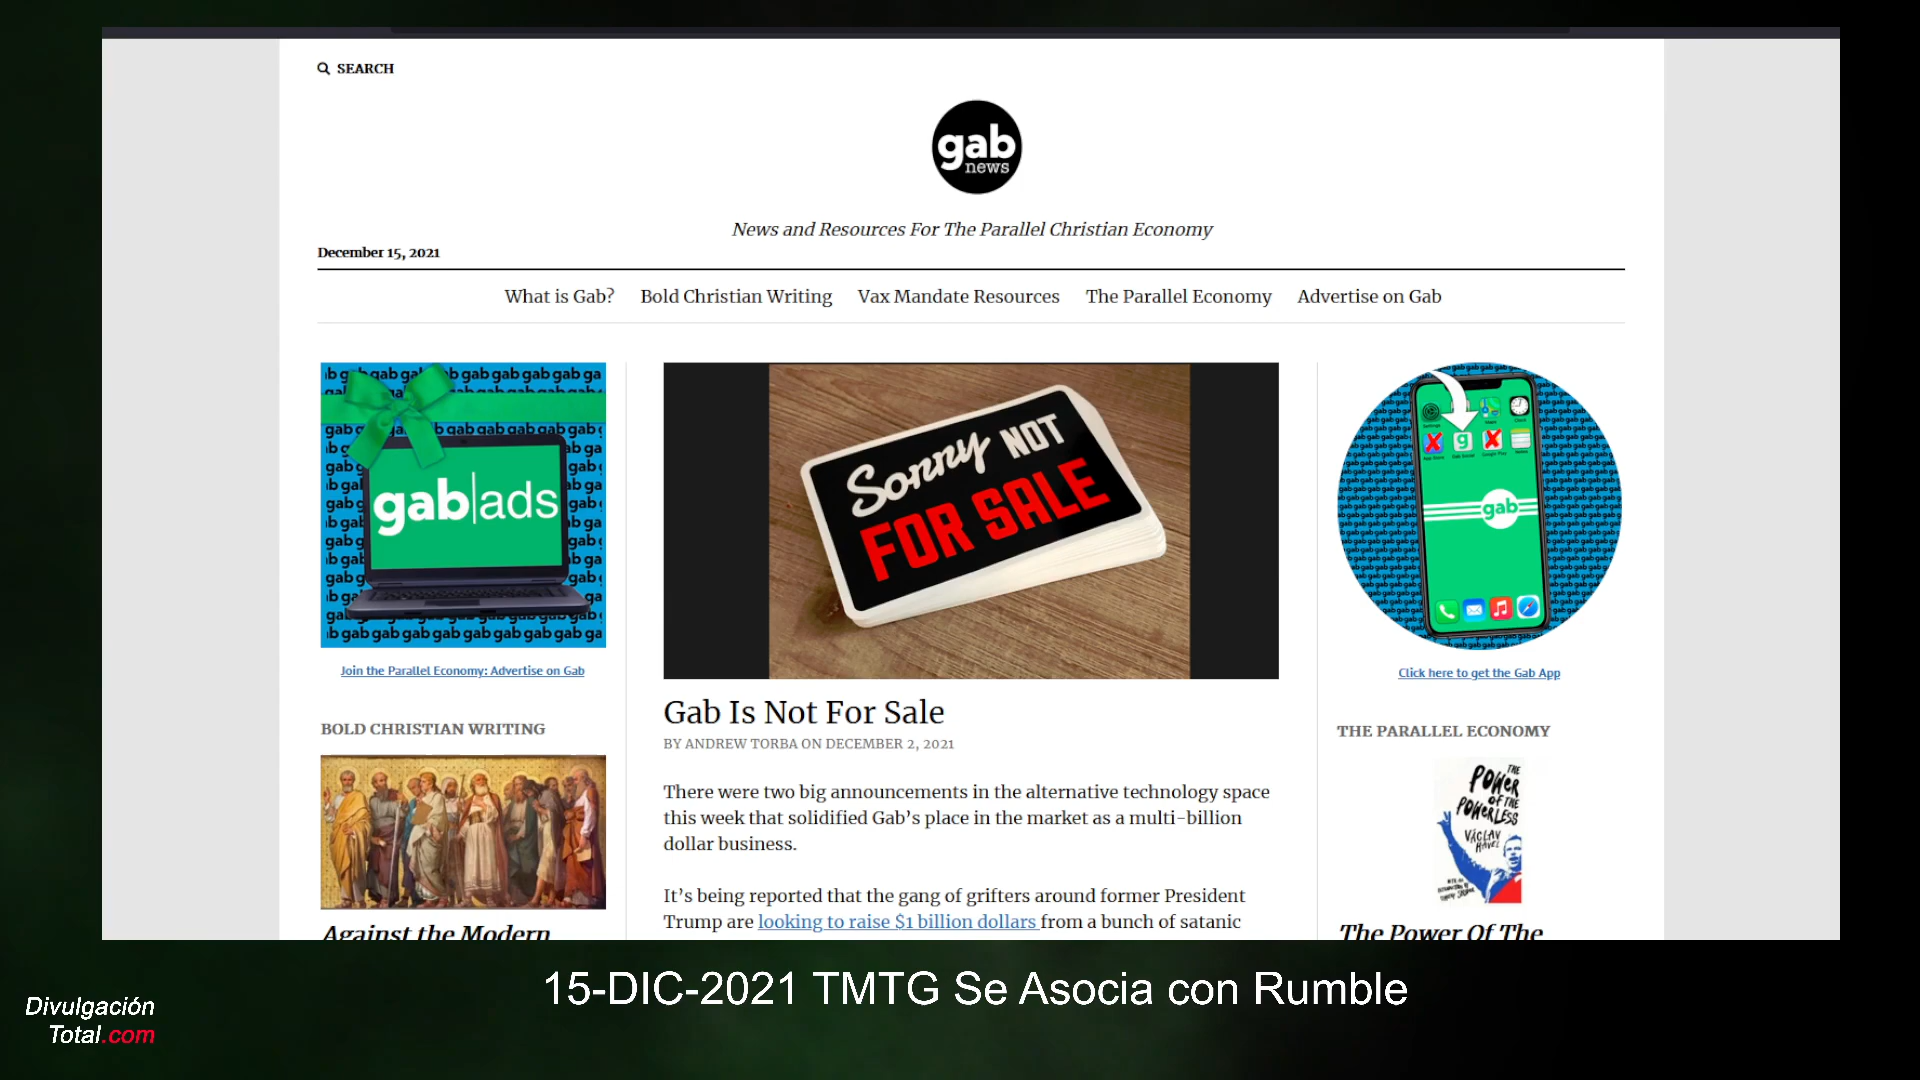 SEARCH
gab
news
News and Resources For The Parallel Christian Economy
December 15, 2021
What is Gab? Bold Christian Writing Vax Mandate Resources The Parallel Economy Advertise on Gab
gab|ads
Join the Parallel Economy: Advertise on Gab
BOLD CHRISTIAN WRITING
Against the Modern
Sorry NOT
FOR SALE
Gab Is Not For Sale
BY ANDREW TORBA ON DECEMBER 2, 2021
There were two big announcements in the alternative technology space
this week that solidified Gab's place in the market as a multi-billion
dollar business.
It's being reported that the gang of grifters around former President
Trump are looking to raise $1 billion dollars from a bunch of satanic
gab
Click here to get the Gab App
THE PARALLEL ECONOMY
THE
POWER
OF THE
POWERLESS
VÁCLAV
HAVEL
The Power Of The
15-DIC-2021 TMTG Se Asocia con Rumble
Divulgación
Total.com